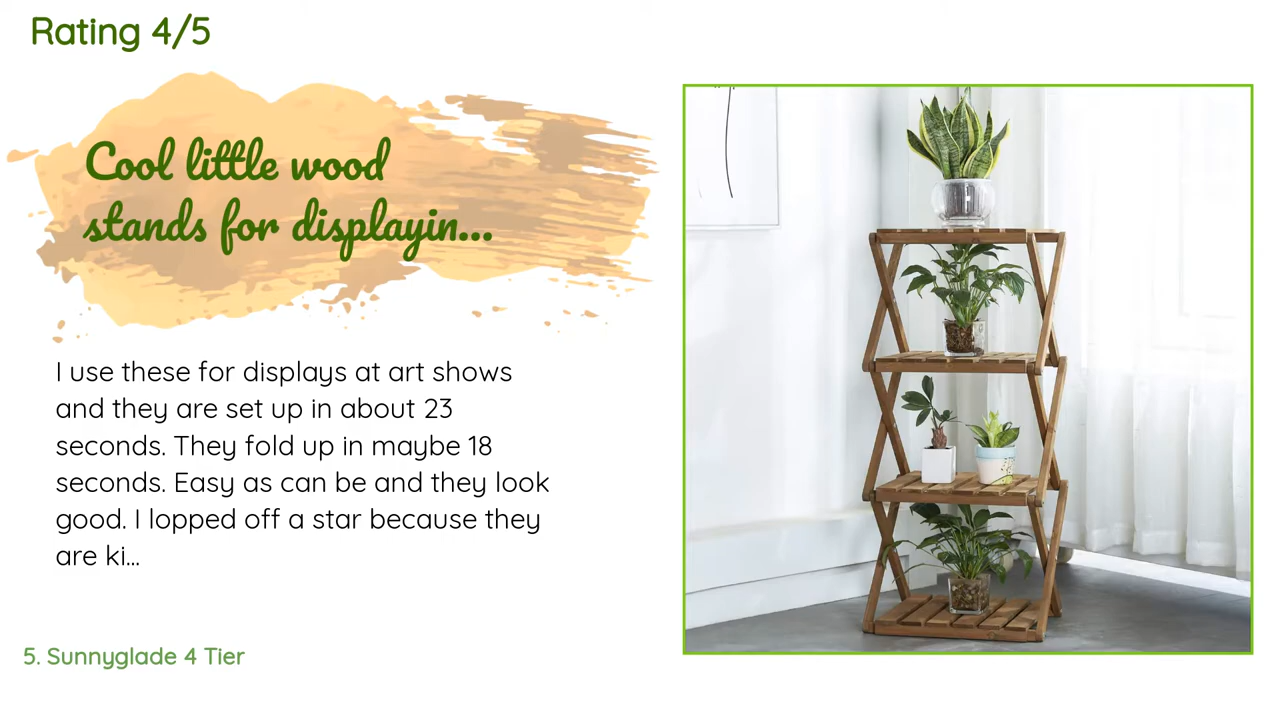 Rating 4/5
Cool little wood
stands for displayin...
I use these for displays at art shows
and they are set up in about 23
seconds. They fold up in maybe 18
seconds. Easy as can be and they look
good. I lopped off a star because they
are ki...
5. Sunnyglade 4 Tier